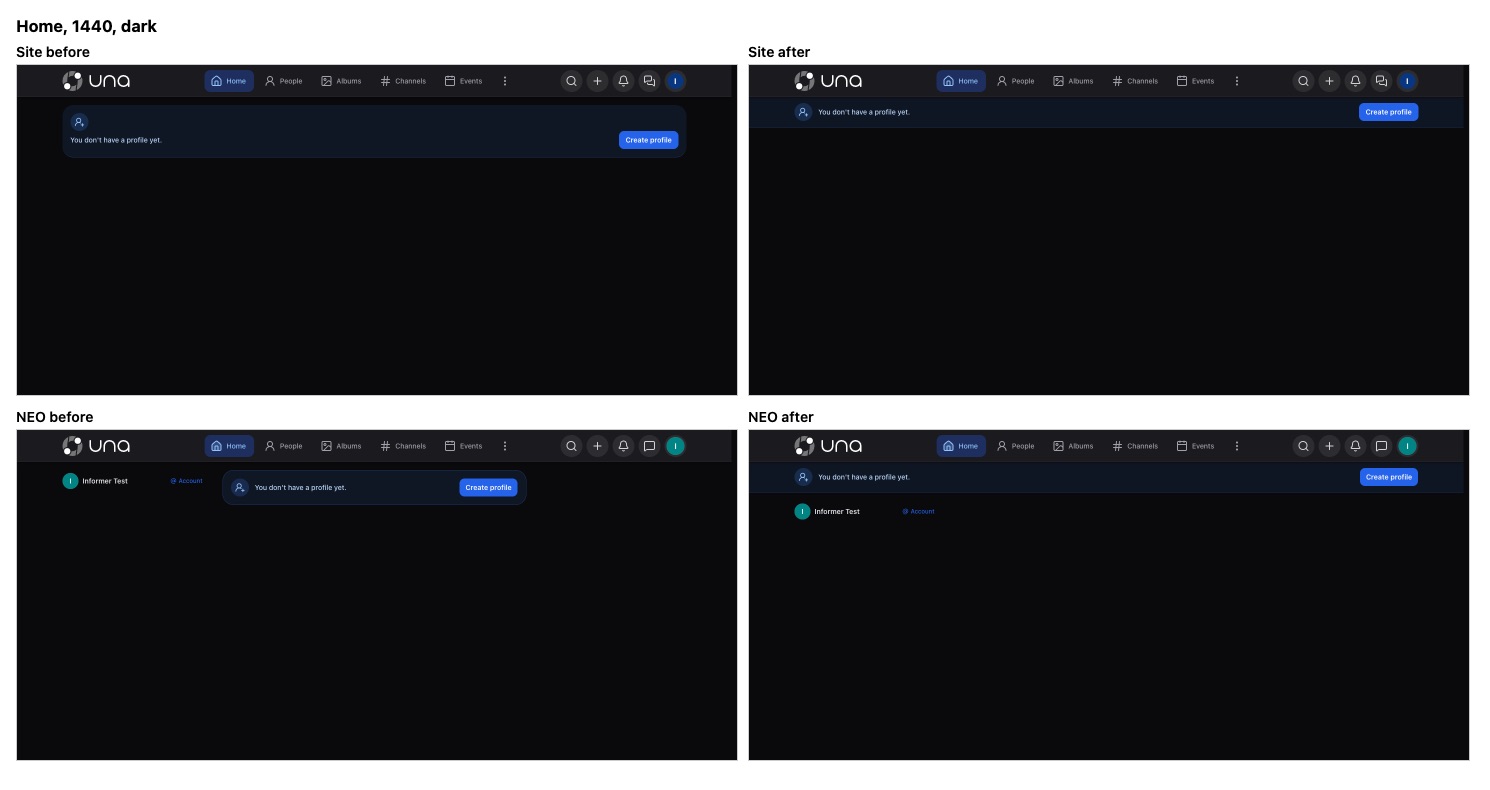 Home, 1440, dark
Site before
una Home People Albums Channels Events I
You don't have a profile yet. Create profile
Site after
una Home People Albums Channels Events I
You don't have a profile yet. Create profile
NEO before
una Home People Albums Channels Events I
I Informer Test @ Account You don't have a profile yet. Create profile
NEO after
una Home People Albums Channels Events I
You don't have a profile yet. Create profile
I Informer Test @ Account